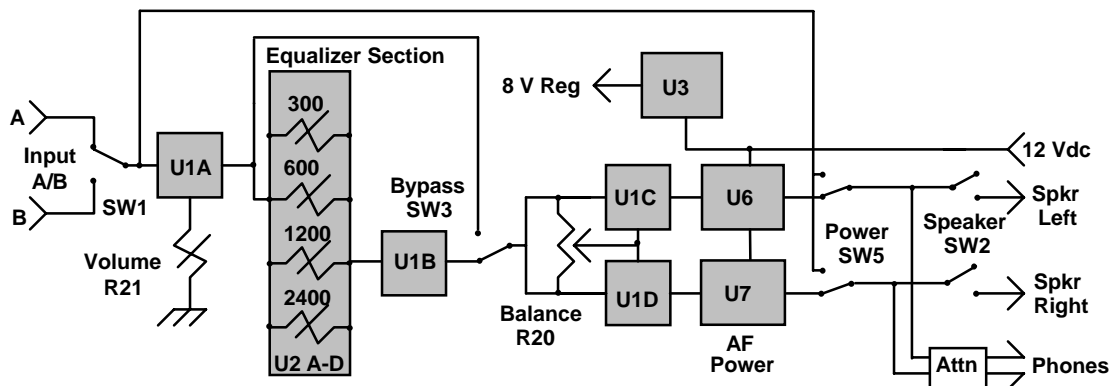 Equalizer Section
8 V Reg
U3
300
A
12 Vdc
Input
A/B
U1A
600
Bypass
SW3
U1C
U6
Spkr
Left
B
SW1
Power
SW5
Speaker
SW2
1200
U1B
Volume
R21
U1D
U7
Spkr
Right
2400
Balance
R20
AF
Power
U2 A-D
Attn
Phones